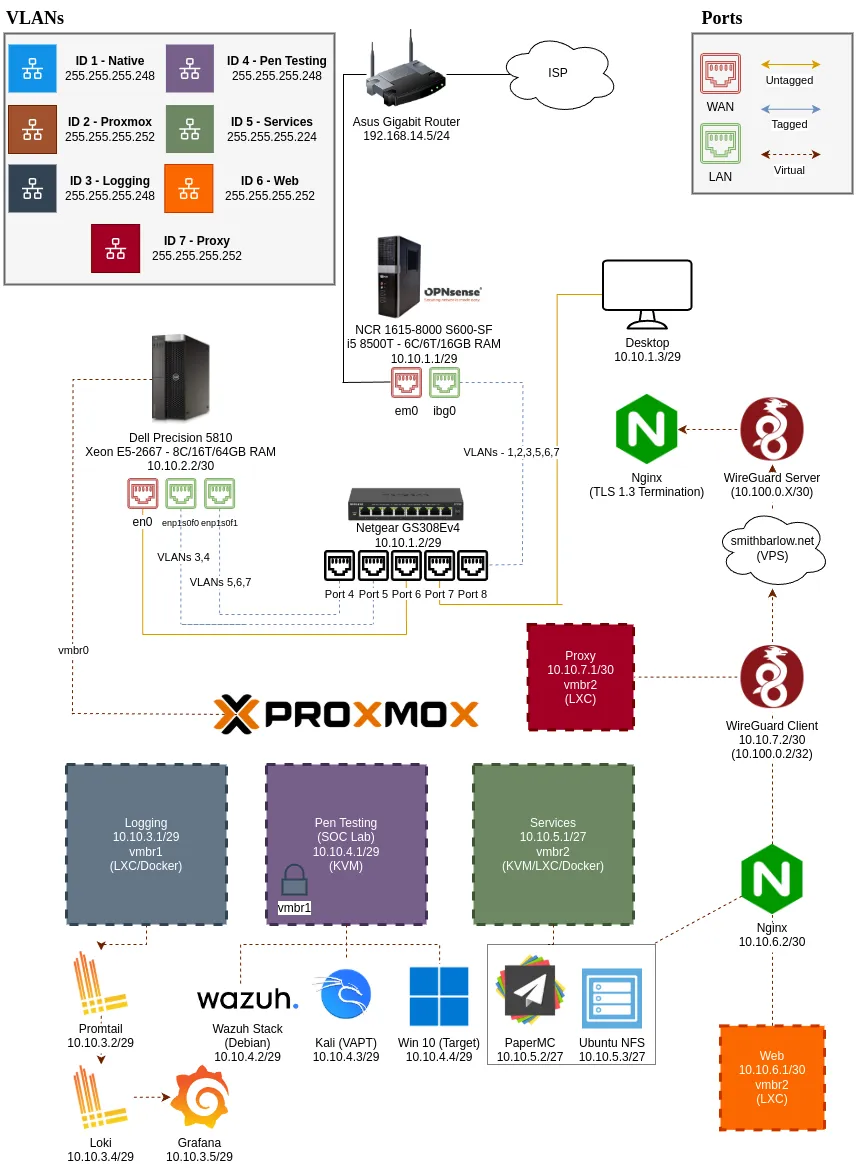 VLANs
ID 1 - Native
255.255.255.248
ID 4 - Pen Testing
255.255.255.248
ID 2 - Proxmox
255.255.255.252
ID 5 - Services
255.255.255.224
ID 3 - Logging
255.255.255.248
ID 6 - Web
255.255.255.252
ID 7 - Proxy
255.255.255.252
Asus Gigabit Router
192.168.14.5/24
ISP
Ports
WAN
LAN
Untagged
Tagged
Virtual
OPNsense
NCR 1615-8000 S600-SF
i5 8500T - 6C/6T/16GB RAM
10.10.1.1/29
em0
ibg0
Desktop
10.10.1.3/29
Dell Precision 5810
Xeon E5-2667 - 8C/16T/64GB RAM
10.10.2.2/30
en0
enp1s0f0
enp1s0f1
VLANs 3,4
VLANs 5,6,7
VLANs - 1,2,3,5,6,7
Netgear GS308Ev4
10.10.1.2/29
Port 4
Port 5
Port 6
Port 7
Port 8
Nginx
(TLS 1.3 Termination)
WireGuard Server
(10.100.0.X/30)
smithbarlow.net
(VPS)
vmbr0
PROXMOX
Proxy
10.10.7.1/30
vmbr2
(LXC)
WireGuard Client
10.10.7.2/30
(10.100.0.2/32)
Logging
10.10.3.1/29
vmbr1
(LXC/Docker)
Pen Testing
(SOC Lab)
10.10.4.1/29
(KVM)
vmbr1
Services
10.10.5.1/27
vmbr2
(KVM/LXC/Docker)
Nginx
10.10.6.2/30
Promtail
10.10.3.2/29
wazuh.
Wazuh Stack
(Debian)
10.10.4.2/29
Kali (VAPT)
10.10.4.3/29
Win 10 (Target)
10.10.4.4/29
PaperMC
10.10.5.2/27
Ubuntu NFS
10.10.5.3/27
Web
10.10.6.1/30
vmbr2
(LXC)
Loki
10.10.3.4/29
Grafana
10.10.3.5/29